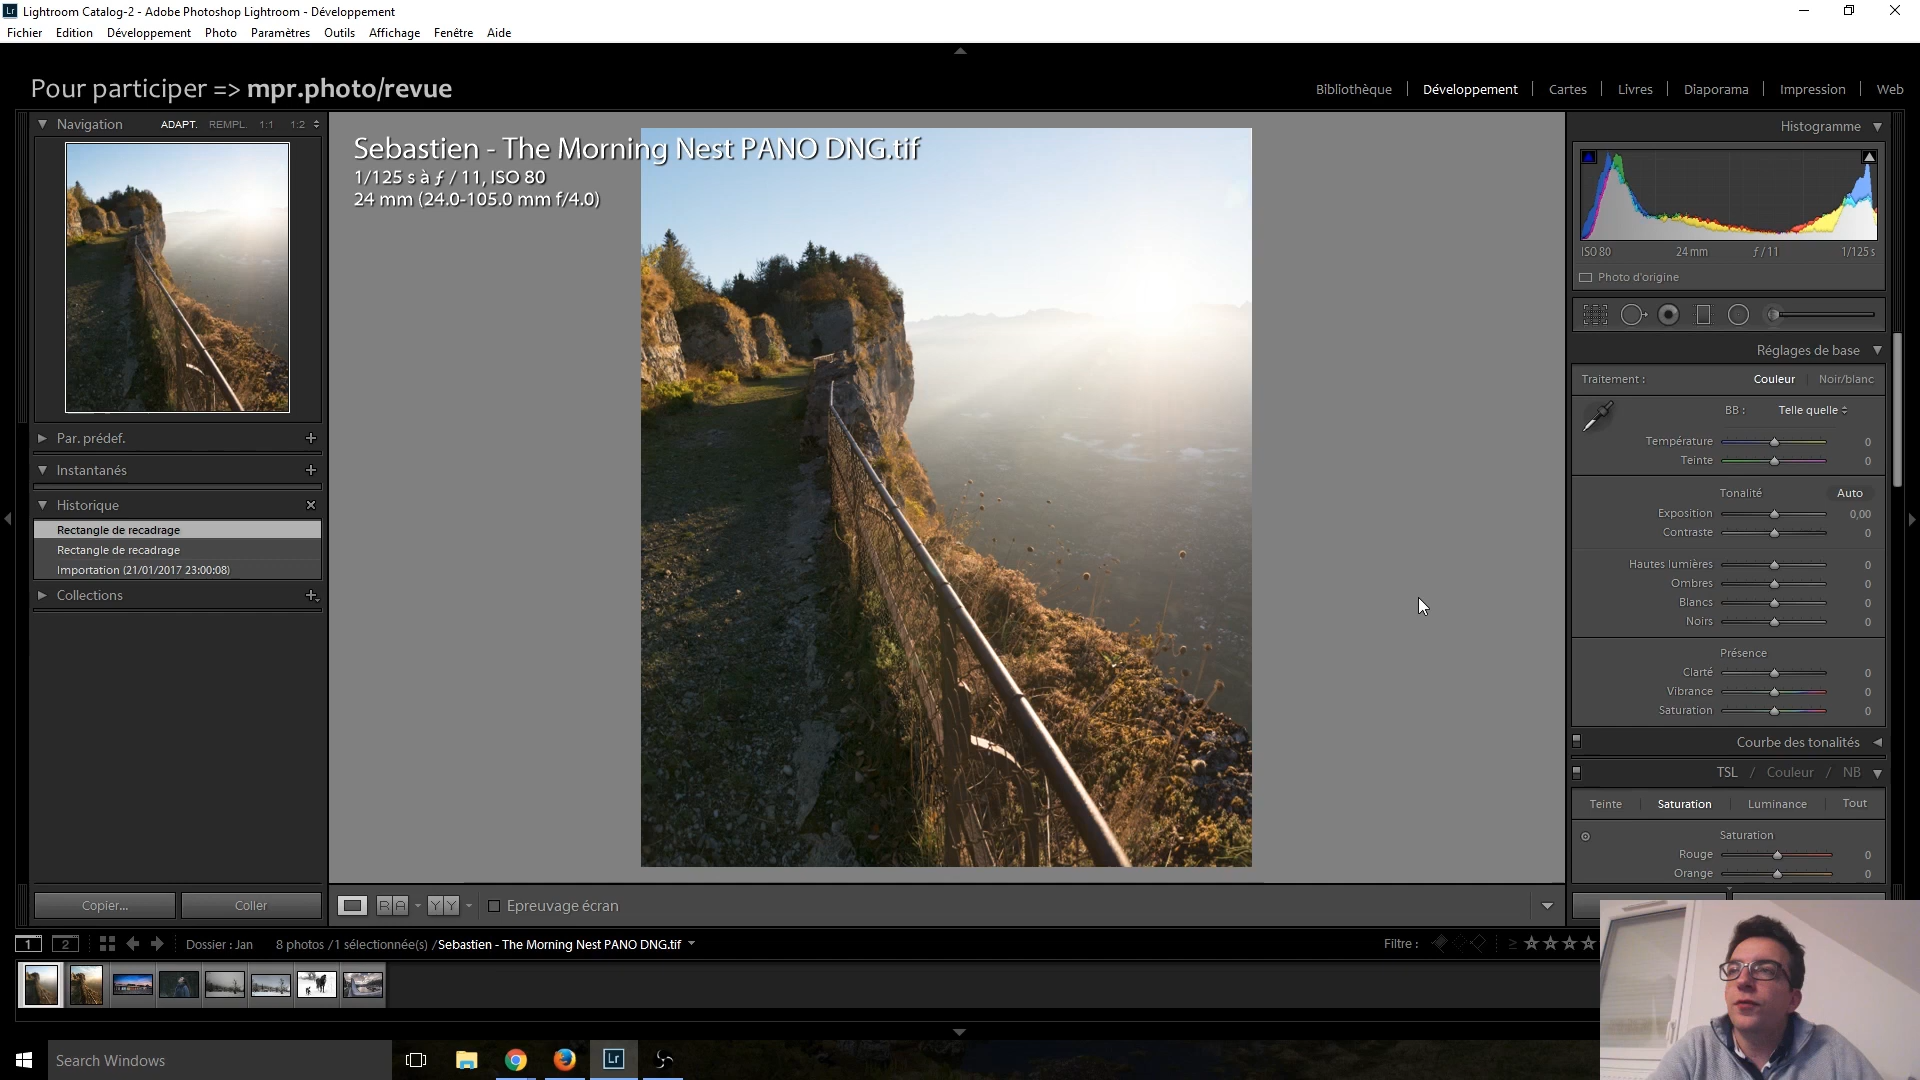 Lr Lightroom Catalog-2 - Adobe Photoshop Lightroom - Développement
Fichier Edition Développement Photo Paramètres Outils Affichage Fenêtre Aide
Pour participer => mpr.photo/revue
Bibliothèque | Développement | Cartes | Livres | Diaporama | Impression | Web
Navigation ADAPT. REMPL. 1:1 1:2
Par. prédef.
Instantanés
Historique
Rectangle de recadrage
Rectangle de recadrage
Importation (21/01/2017 23:00:08)
Collections
Copier...
Coller
Sebastien - The Morning Nest PANO DNG.tif
1/125 s à ƒ / 11, ISO 80
24 mm (24.0-105.0 mm f/4.0)
Histogramme
ISO 80 24 mm ƒ / 11 1/125 s
Photo d'origine
Réglages de base
Traitement : Couleur | Noir/blanc
BB : Telle quelle
Température 0
Teinte 0
Tonalité Auto
Exposition 0,00
Contraste 0
Hautes lumières 0
Ombres 0
Blancs 0
Noirs 0
Présence
Clarté 0
Vibrance 0
Saturation 0
Courbe des tonalités
TSL / Couleur / NB
Teinte | Saturation | Luminance | Tout
Saturation
Rouge 0
Orange 0
R A Y Y Epreuvage écran
1 2 Dossier : Jan 8 photos /1 sélectionnée(s) /Sebastien - The Morning Nest PANO DNG.tif Filtre : ≥
Search Windows
Lr